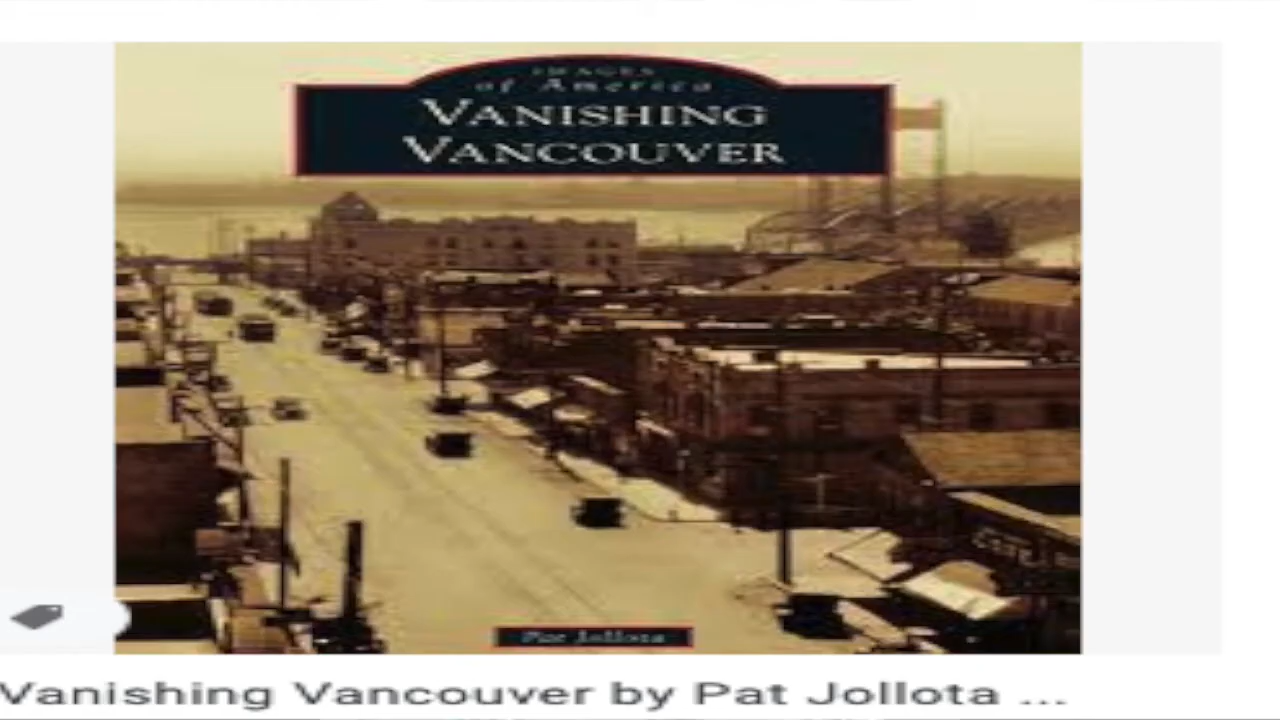 IMAGES
of America
VANISHING
VANCOUVER
Pat Jollota
Vanishing Vancouver by Pat Jollota ...